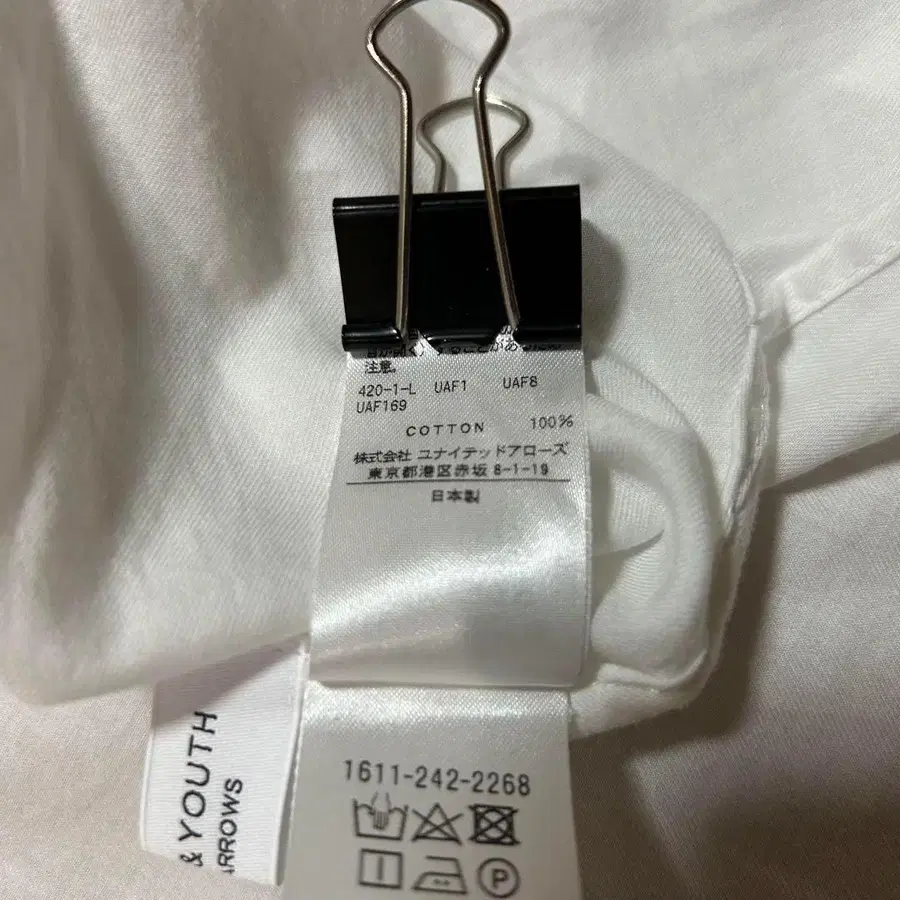 注意。
420-1-L UAF1 UAF8
UAF169
COTTON 100%
株式会社 ユナイテッドアローズ
東京都港区赤坂 8-1-19
日本製
1611-242-2268
P
& YOUTH
ARROWS